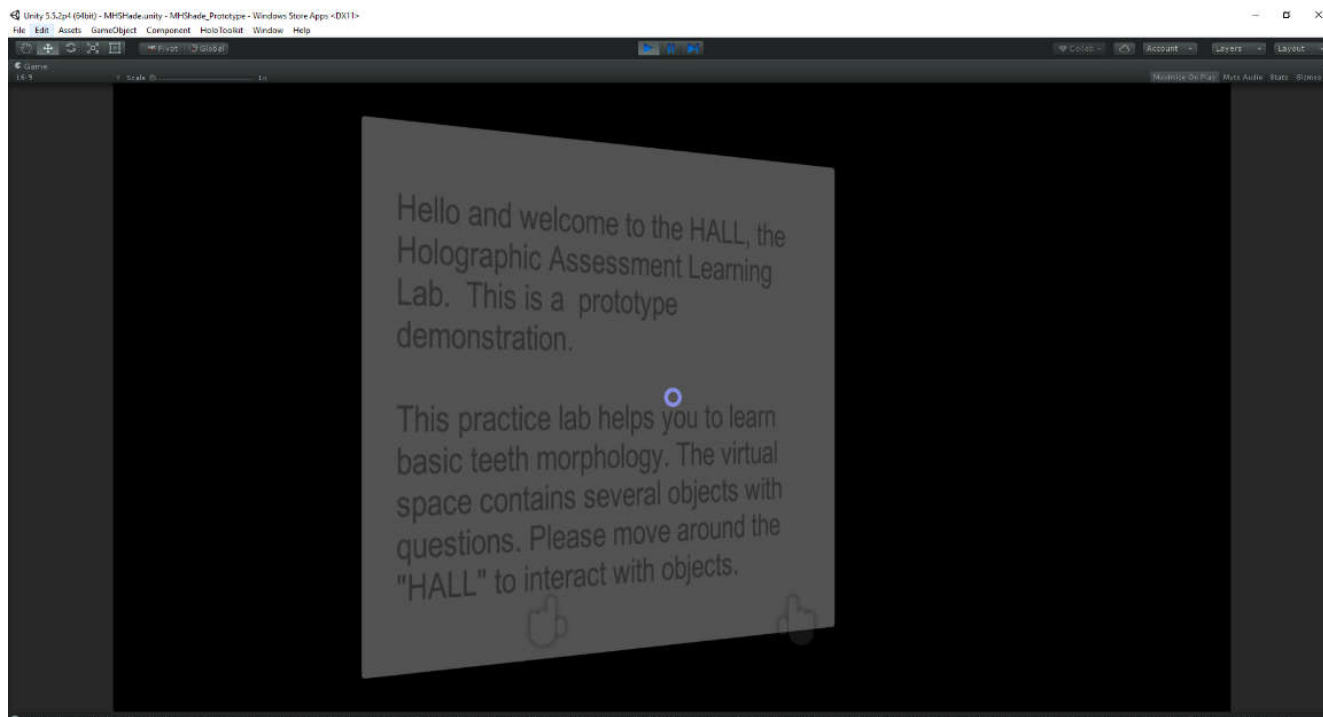 Unity 5.5.2p4 (64bit) - MHSHade.unity - MHShade_Prototype - Windows Store Apps <DX11>
File Edit Assets GameObject Component HoloToolkit Window Help
Pivot Global Collab Account Layers Layout
Game
16:9 Scale 1x Maximize On Play Mute Audio Stats Gizmos
Hello and welcome to the HALL, the
Holographic Assessment Learning
Lab. This is a prototype
demonstration.
This practice lab helps you to learn
basic teeth morphology. The virtual
space contains several objects with
questions. Please move around the
"HALL" to interact with objects.